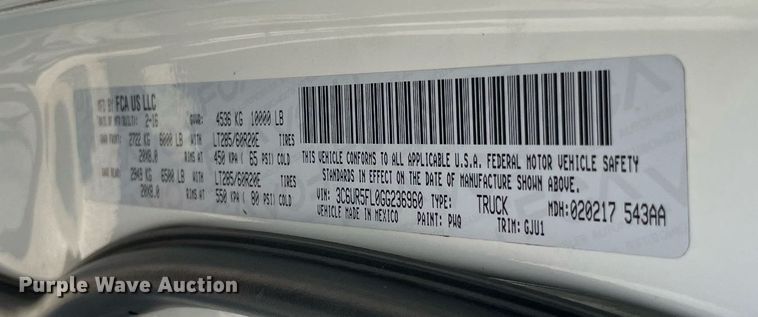 MFD BY FCA US LLC
DATE OF MFR 2-16 GVWR: 4536 KG 10000 LB
GAWR FRONT 2722 KG 6000 LB WITH LT285/60R20E TIRES
20X8.0 RIMS AT 450 KPA ( 65 PSI) COLD
2948 KG 6500 LB WITH LT285/60R20E TIRES
20X8.0 RIMS AT 550 KPA ( 80 PSI) COLD
THIS VEHICLE CONFORMS TO ALL APPLICABLE U.S.A. FEDERAL MOTOR VEHICLE SAFETY
STANDARDS IN EFFECT ON THE DATE OF MANUFACTURE SHOWN ABOVE.
VIN: 3C6UR5FL0GG236960 TYPE: TRUCK MDH: 020217 543AA
VEHICLE MADE IN MEXICO PAINT: PW7 TRIM: GJU1
Purple Wave Auction